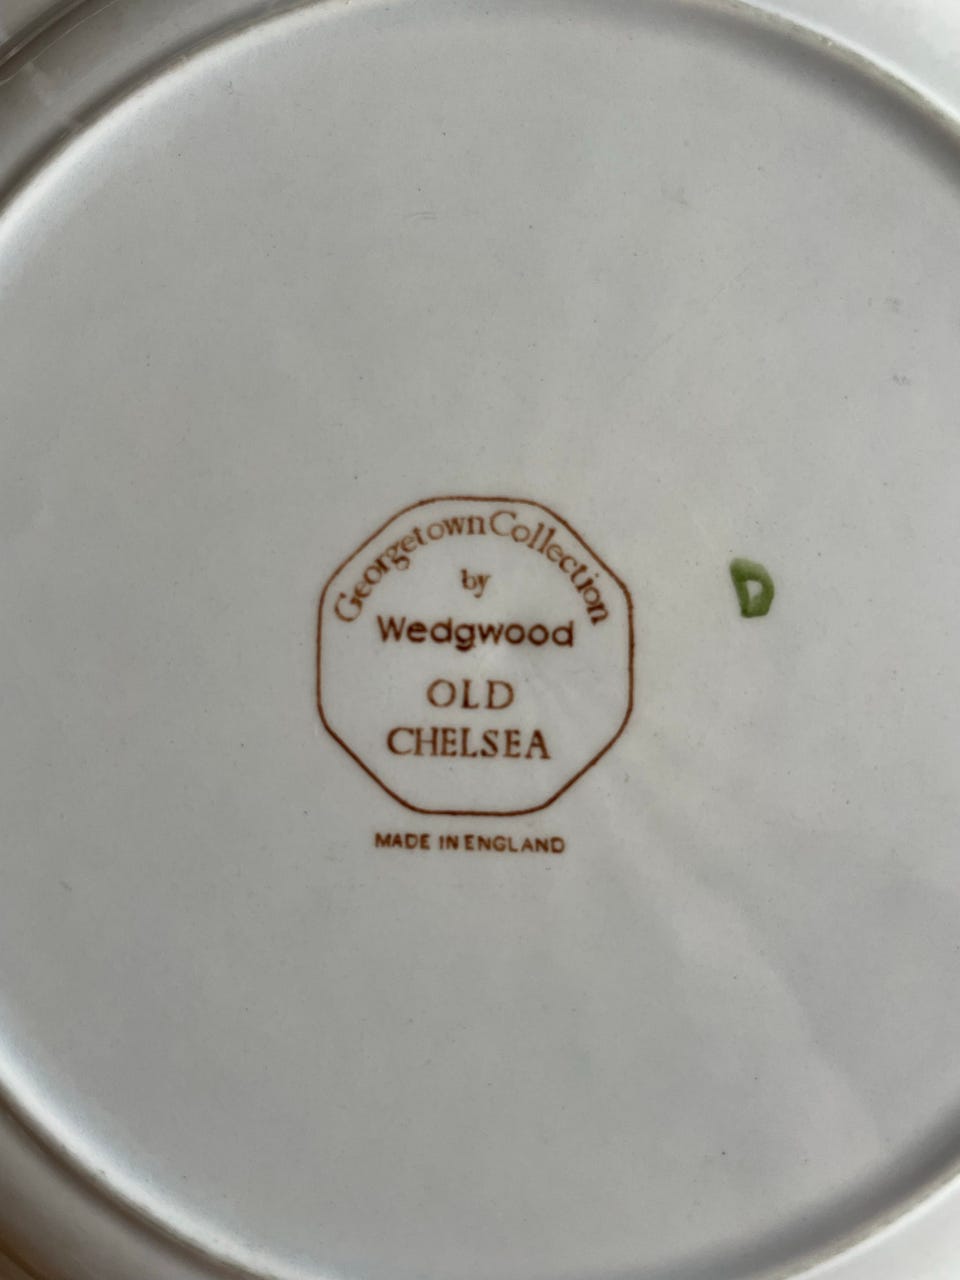 Georgetown Collection
by
Wedgwood
OLD
CHELSEA
MADE IN ENGLAND
D